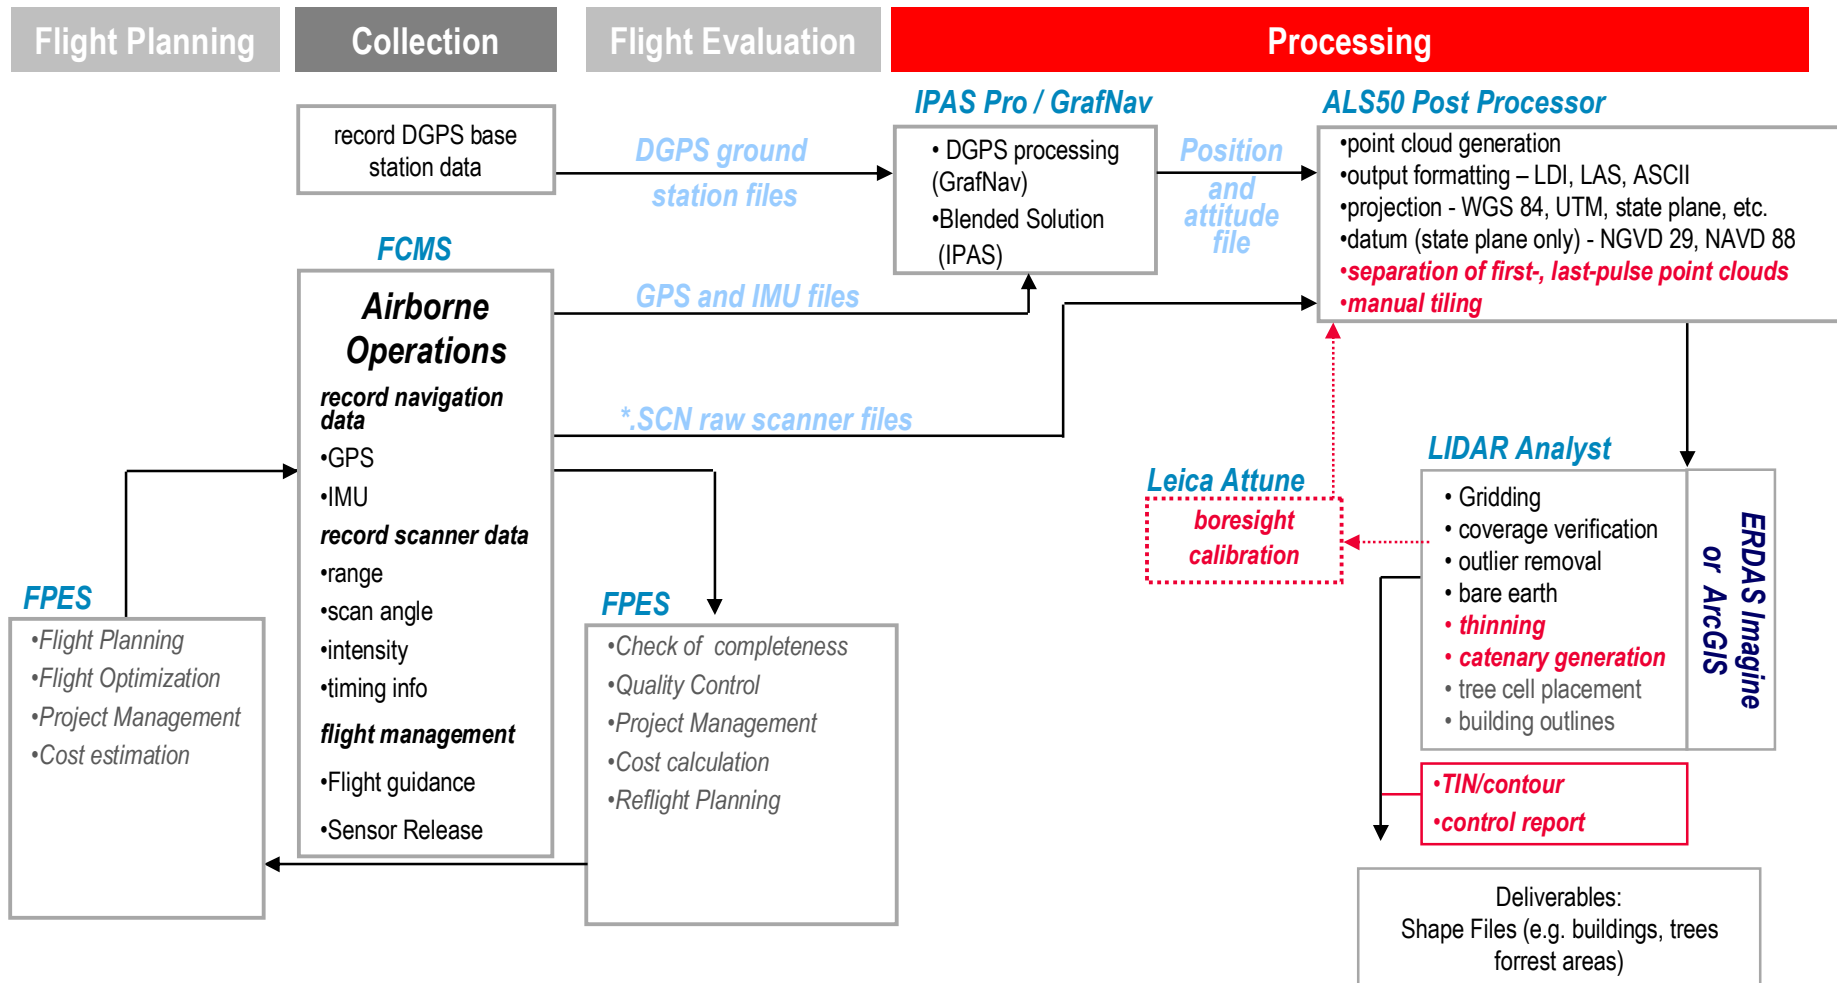 Flight Planning
Collection
Flight Evaluation
Processing
record DGPS base
station data
DGPS ground
station files
IPAS Pro / GrafNav
• DGPS processing
(GrafNav)
•Blended Solution
(IPAS)
Position
and
attitude
file
ALS50 Post Processor
•point cloud generation
•output formatting – LDI, LAS, ASCII
•projection - WGS 84, UTM, state plane, etc.
•datum (state plane only) - NGVD 29, NAVD 88
•separation of first-, last-pulse point clouds
•manual tiling
FCMS
Airborne
Operations
record navigation
data
•GPS
•IMU
record scanner data
•range
•scan angle
•intensity
•timing info
flight management
•Flight guidance
•Sensor Release
GPS and IMU files
*.SCN raw scanner files
FPES
•Flight Planning
•Flight Optimization
•Project Management
•Cost estimation
FPES
•Check of completeness
•Quality Control
•Project Management
•Cost calculation
•Reflight Planning
Leica Attune
boresight
calibration
LIDAR Analyst
• Gridding
• coverage verification
• outlier removal
• bare earth
• thinning
• catenary generation
• tree cell placement
• building outlines
ERDAS Imagine
or ArcGIS
•TIN/contour
•control report
Deliverables:
Shape Files (e.g. buildings, trees
forrest areas)